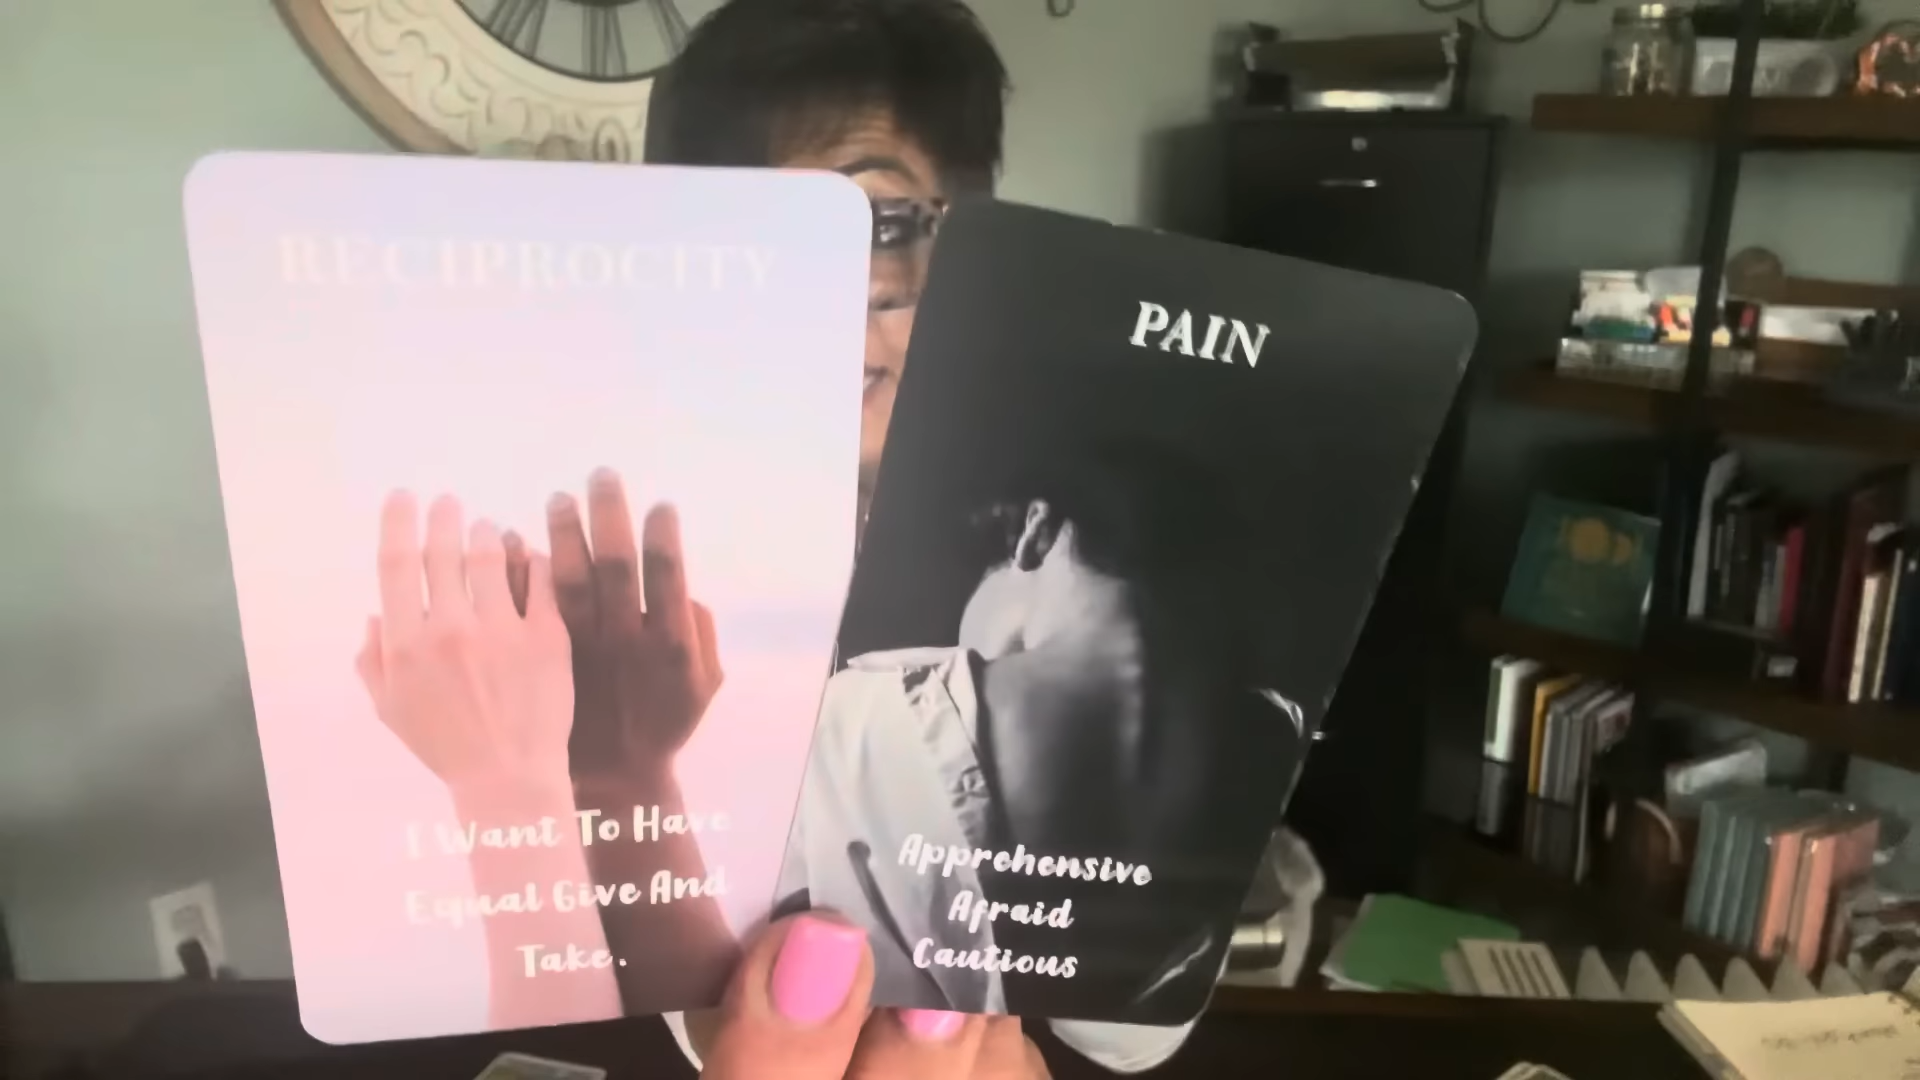 RECIPROCITY
I Want To Have
Equal Give And
Take.
PAIN
Apprehensive
Afraid
Cautious